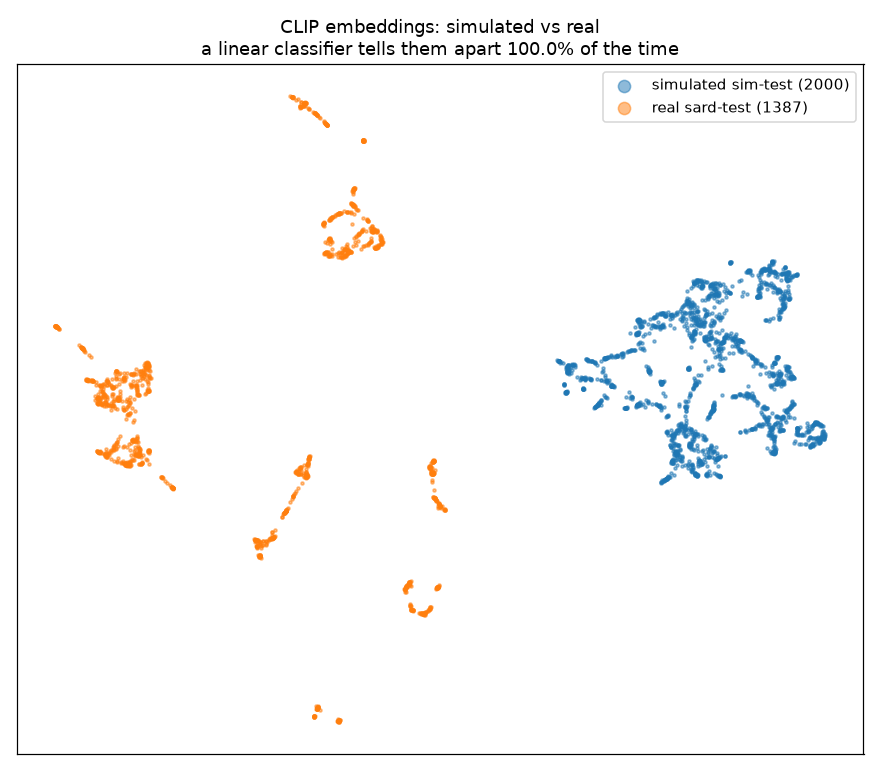 CLIP embeddings: simulated vs real
a linear classifier tells them apart 100.0% of the time
simulated sim-test (2000)
real sard-test (1387)